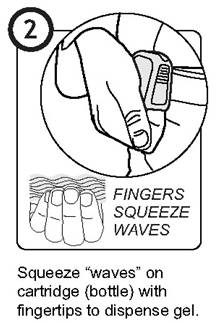 2
FINGERS
SQUEEZE
WAVES
Squeeze “waves” on
cartridge (bottle) with
fingertips to dispense gel.